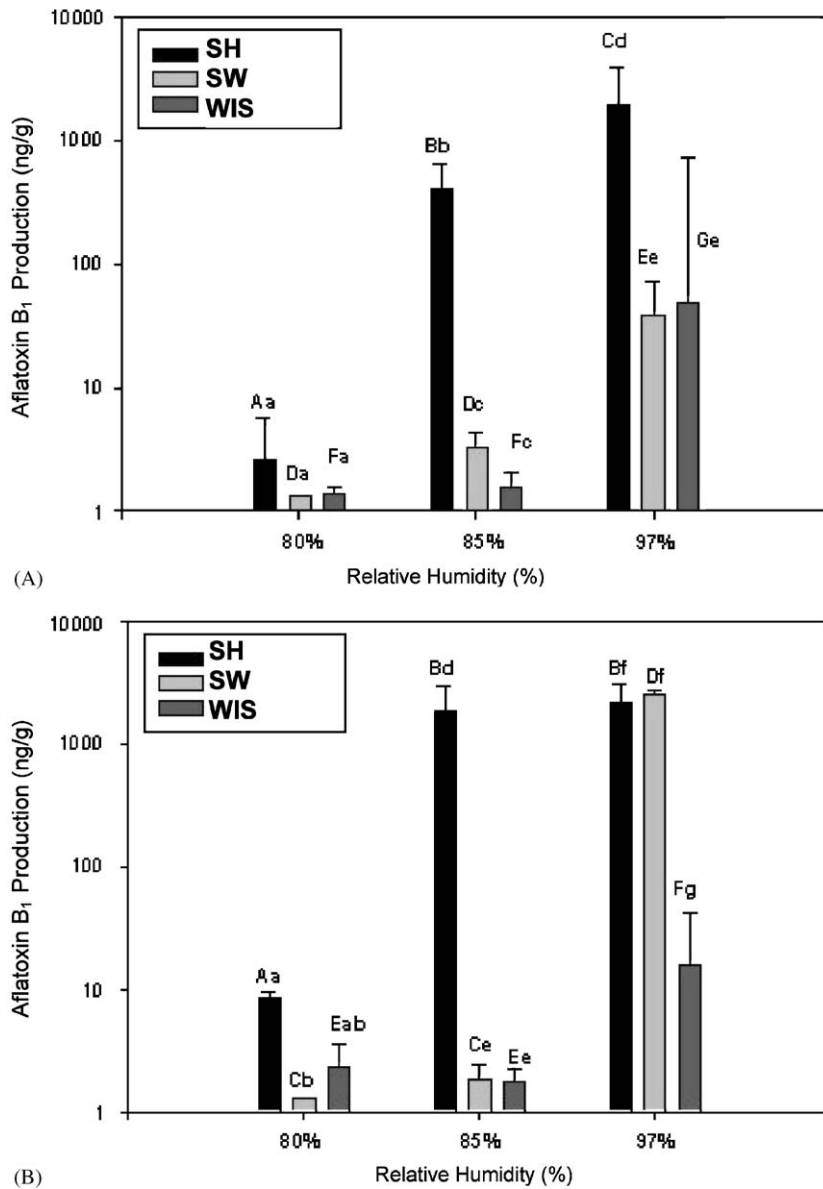 10000
1000
100
10
1
Aflatoxin B₁ Production (ng/g)
SH
SW
WIS
Aa
Da
Fa
Bb
Dc
Fc
Cd
Ee
Ge
80%
85%
97%
Relative Humidity (%)
(A)
10000
1000
100
10
1
Aflatoxin B₁ Production (ng/g)
SH
SW
WIS
Aa
Cb
Eab
Bd
Ce
Ee
Bf
Df
Fg
80%
85%
97%
Relative Humidity (%)
(B)